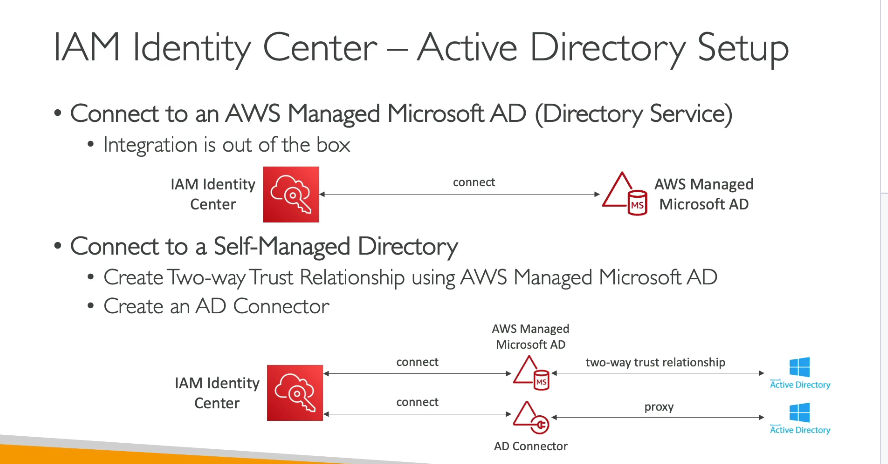 IAM Identity Center – Active Directory Setup
• Connect to an AWS Managed Microsoft AD (Directory Service)
• Integration is out of the box
IAM Identity
Center
connect
MS
AWS Managed
Microsoft AD
• Connect to a Self-Managed Directory
• Create Two-way Trust Relationship using AWS Managed Microsoft AD
• Create an AD Connector
AWS Managed
Microsoft AD
IAM Identity
Center
connect
MS
two-way trust relationship
Microsoft
Active Directory
connect
proxy
Microsoft
Active Directory
AD Connector